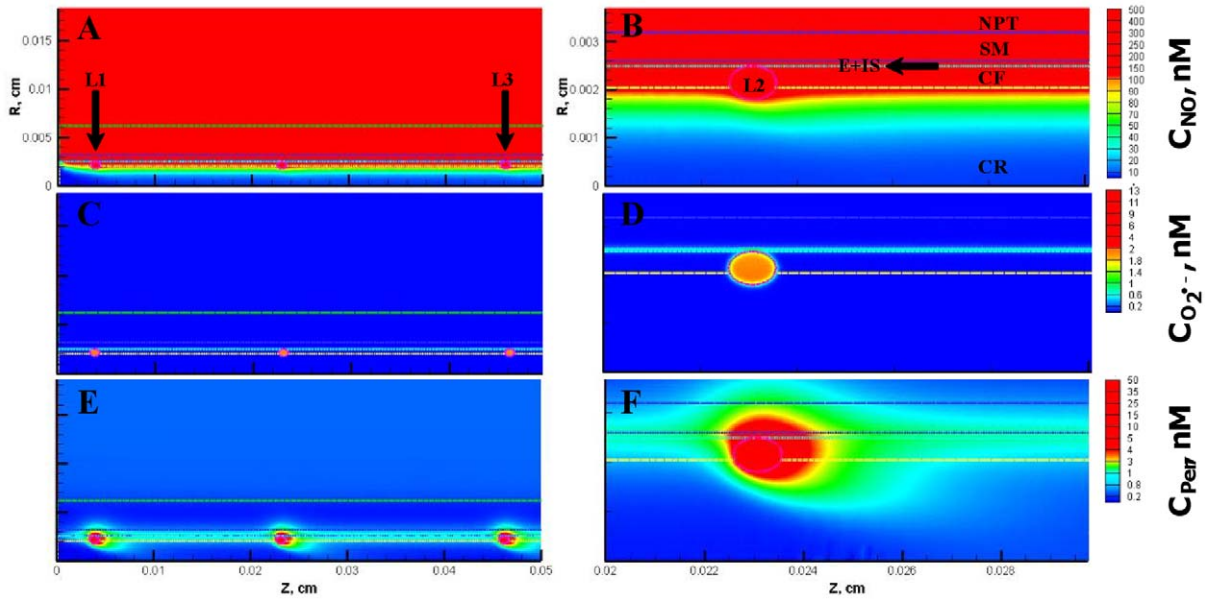 A
B
NPT
SM
E+IS
CF
L2
CR
L1
L3
R, cm
0.015
0.01
0.005
0
R, cm
0.003
0.002
0.001
0
500
400
300
200
150
100
90
80
70
60
50
40
30
20
10
C_NO, nM
C
D
13
11
9
6
4
2
1.8
1.4
1
0.6
0.2
C_O2•-, nM
E
F
50
35
25
15
10
5
4
3
2
1
0.8
0.2
C_Per, nM
0
0.01
0.02
0.03
0.04
0.05
Z, cm
0.02
0.022
0.024
0.026
0.028
Z, cm